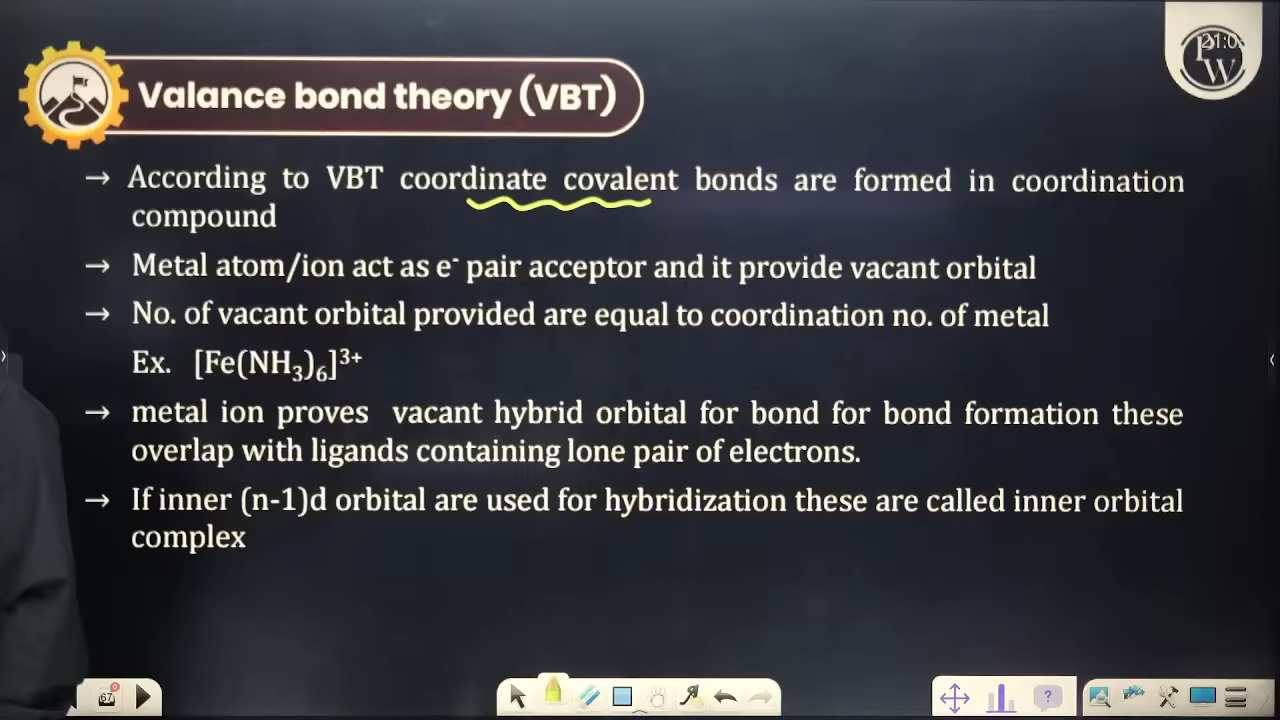 21:0
PW
Valance bond theory (VBT)
→ According to VBT coordinate covalent bonds are formed in coordination
compound
→ Metal atom/ion act as e⁻ pair acceptor and it provide vacant orbital
→ No. of vacant orbital provided are equal to coordination no. of metal
Ex. [Fe(NH₃)₆]³⁺
→ metal ion proves vacant hybrid orbital for bond for bond formation these
overlap with ligands containing lone pair of electrons.
→ If inner (n-1)d orbital are used for hybridization these are called inner orbital
complex
67